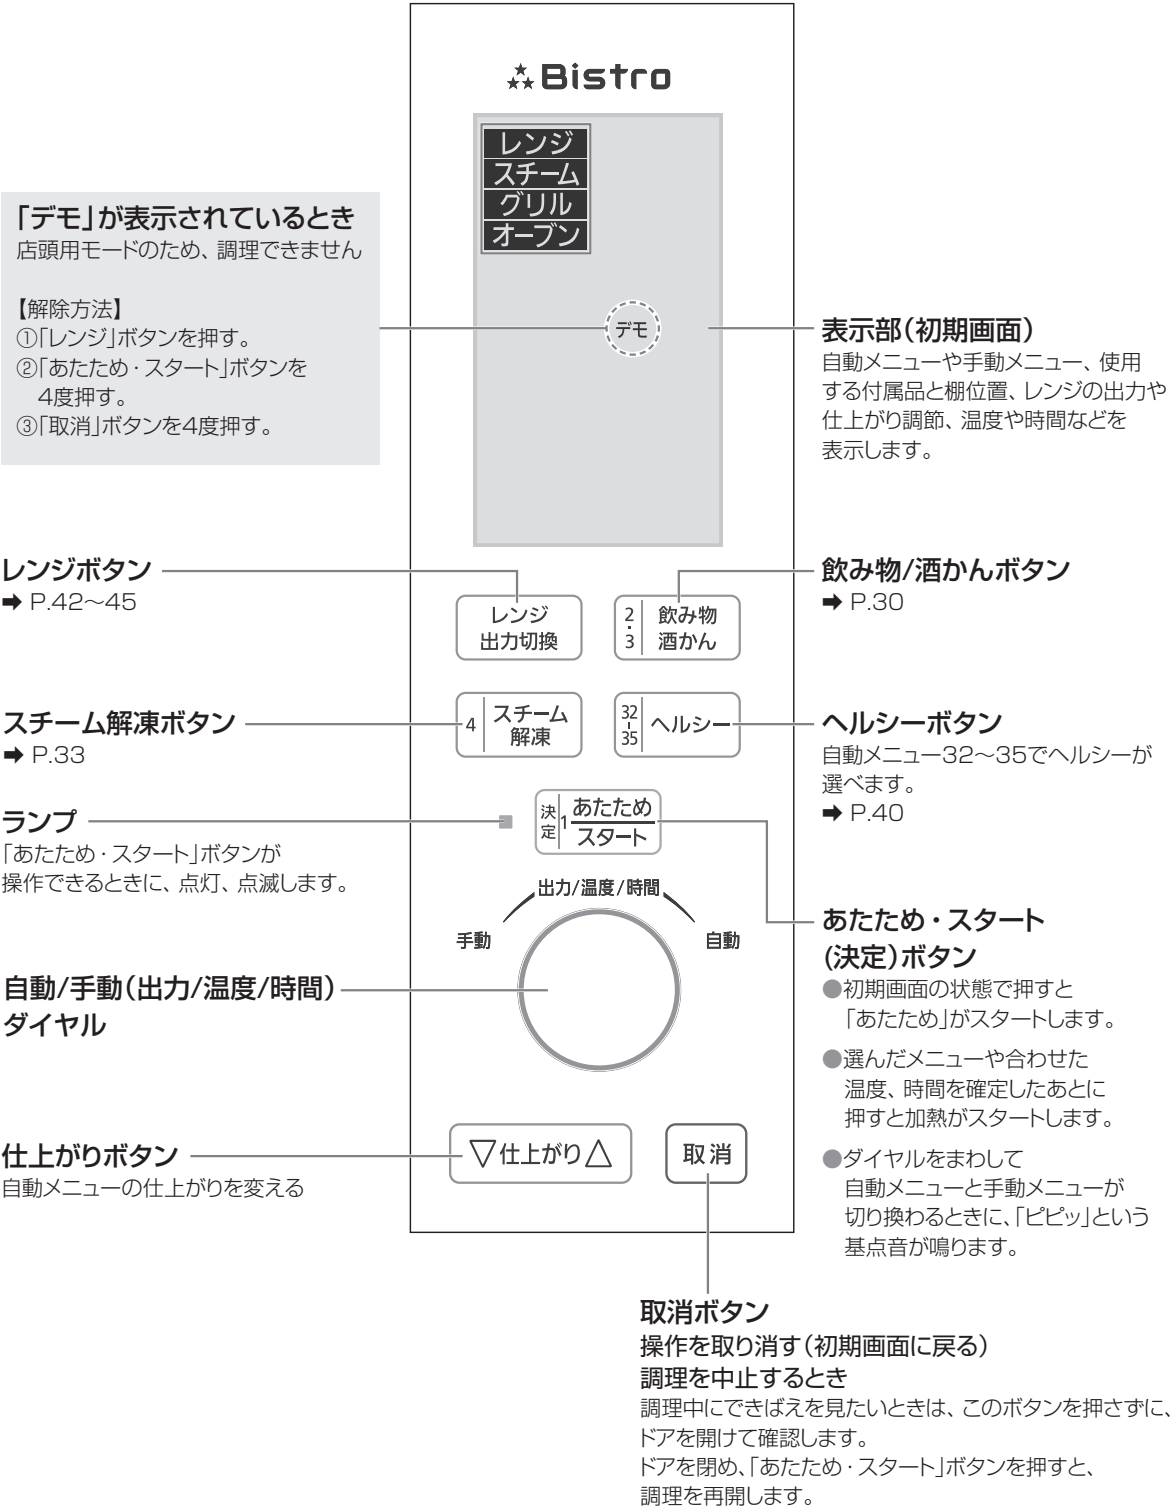 Bistro
レンジ
スチーム
グリル
オーブン
デモ
「デモ」が表示されているとき
店頭用モードのため、調理できません
【解除方法】
①「レンジ」ボタンを押す。
②「あたため・スタート」ボタンを
4度押す。
③「取消」ボタンを4度押す。
表示部(初期画面)
自動メニューや手動メニュー、使用
する付属品と棚位置、レンジの出力や
仕上がり調節、温度や時間などを
表示します。
レンジボタン
➡ P.42～45
レンジ
出力切換
2・3
飲み物
酒かん
飲み物/酒かんボタン
➡ P.30
スチーム解凍ボタン
➡ P.33
4
スチーム
解凍
32-35
ヘルシー
ヘルシーボタン
自動メニュー32～35でヘルシーが
選べます。
➡ P.40
ランプ
「あたため・スタート」ボタンが
操作できるときに、点灯、点滅します。
決定
1
あたため
スタート
出力/温度/時間
手動
自動
自動/手動(出力/温度/時間)
ダイヤル
あたため・スタート
(決定)ボタン
●初期画面の状態で押すと
「あたため」がスタートします。
●選んだメニューや合わせた
温度、時間を確定したあとに
押すと加熱がスタートします。
●ダイヤルをまわして
自動メニューと手動メニューが
切り換わるときに、「ピピッ」という
基点音が鳴ります。
仕上がりボタン
自動メニューの仕上がりを変える
▽仕上がり△
取消
取消ボタン
操作を取り消す(初期画面に戻る)
調理を中止するとき
調理中にできばえを見たいときは、このボタンを押さずに、
ドアを開けて確認します。
ドアを閉め、「あたため・スタート」ボタンを押すと、
調理を再開します。